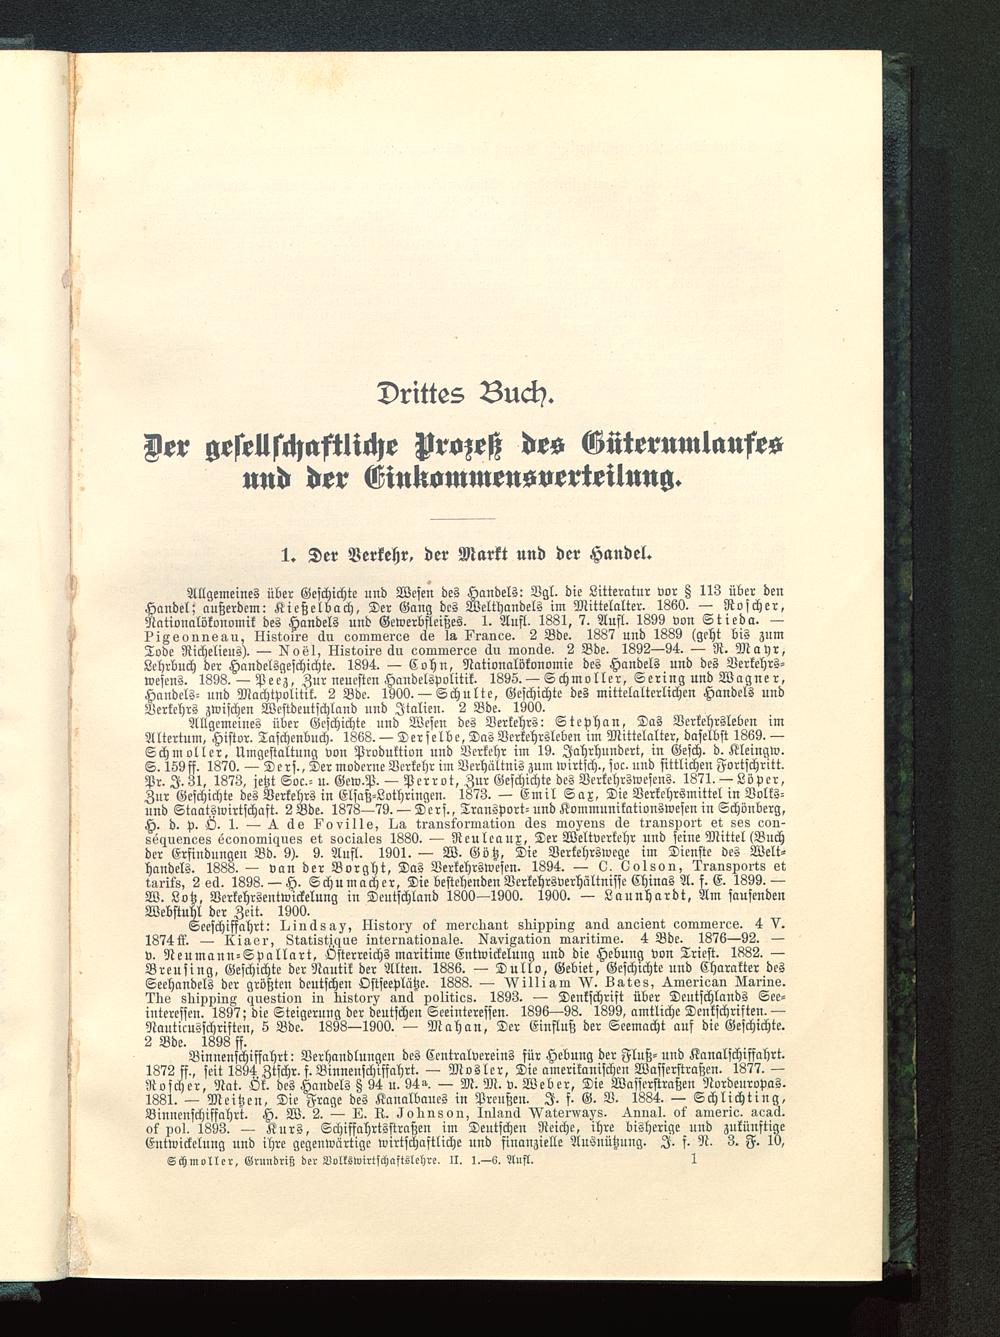 Drittes Buch.
Der gesellschaftliche Prozeß des Güterumlaufes
und der Einkommensverteilung.
1. Der Verkehr, der Markt und der Handel.
Allgemeines über Geschichte und Wesen des Handels: Vgl. die Litteratur vor § 113 über den
Handel; außerdem: Kießelbach, Der Gang des Welthandels im Mittelalter. 1860. — Roscher,
Nationalökonomik des Handels und Gewerbfleißes. 1. Aufl. 1881, 7. Aufl. 1899 von Stieda. —
Pigeonneau, Histoire du commerce de la France. 2 Bde. 1887 und 1889 (geht bis zum
Tode Richelieus). — Noël, Histoire du commerce du monde. 2 Bde. 1892—94. — R. Mayr,
Lehrbuch der Handelsgeschichte. 1894. — Cohn, Nationalökonomie des Handels und des Verkehrs-
wesens. 1898. — Peez, Zur neuesten Handelspolitik. 1895. — Schmoller, Sering und Wagner,
Handels- und Machtpolitik. 2 Bde. 1900. — Schulte, Geschichte des mittelalterlichen Handels und
Verkehrs zwischen Westdeutschland und Italien. 2 Bde. 1900.
Allgemeines über Geschichte und Wesen des Verkehrs: Stephan, Das Verkehrsleben im
Altertum, Histor. Taschenbuch. 1868. — Derselbe, Das Verkehrsleben im Mittelalter, daselbst 1869. —
Schmoller, Umgestaltung von Produktion und Verkehr im 19. Jahrhundert, in Gesch. d. Kleingw.
S. 159 ff. 1870. — Ders., Der moderne Verkehr im Verhältnis zum wirtsch., soc. und sittlichen Fortschritt.
Pr. J. 31, 1873, jetzt Soc.- u. Gew.P. — Perrot, Zur Geschichte des Verkehrswesens. 1871. — Löper,
Zur Geschichte des Verkehrs in Elsaß-Lothringen. 1873. — Emil Sax, Die Verkehrsmittel in Volks-
und Staatswirtschaft. 2 Bde. 1878—79. — Ders., Transport- und Kommunikationswesen in Schönberg,
H. d. p. Ö. 1. — A de Foville, La transformation des moyens de transport et ses con-
séquences économiques et sociales 1880. — Reuleaux, Der Weltverkehr und seine Mittel (Buch
der Erfindungen Bd. 9). 9. Aufl. 1901. — W. Götz, Die Verkehrswege im Dienste des Welt-
handels. 1888. — van der Borght, Das Verkehrswesen. 1894. — C. Colson, Transports et
tarifs, 2 ed. 1898. — H. Schumacher, Die bestehenden Verkehrsverhältnisse Chinas A. f. E. 1899. —
W. Lotz, Verkehrsentwickelung in Deutschland 1800—1900. 1900. — Launhardt, Am sausenden
Webstuhl der Zeit. 1900.
Seeschiffahrt: Lindsay, History of merchant shipping and ancient commerce. 4 V.
1874 ff. — Kiaer, Statistique internationale. Navigation maritime. 4 Bde. 1876—92. —
v. Neumann-Spallart, Österreichs maritime Entwickelung und die Hebung von Triest. 1882. —
Breusing, Geschichte der Nautik der Alten. 1886. — Dullo, Gebiet, Geschichte und Charakter des
Seehandels der größten deutschen Ostseeplätze. 1888. — William W. Bates, American Marine.
The shipping question in history and politics. 1893. — Denkschrift über Deutschlands See-
interessen. 1897; die Steigerung der deutschen Seeinteressen. 1896—98. 1899, amtliche Denkschriften. —
Nauticusschriften, 5 Bde. 1898—1900. — Mahan, Der Einfluß der Seemacht auf die Geschichte.
2 Bde. 1898 ff.
Binnenschiffahrt: Verhandlungen des Centralvereins für Hebung der Fluß- und Kanalschiffahrt.
1872 ff., seit 1894 Ztschr. f. Binnenschiffahrt. — Mosler, Die amerikanischen Wasserstraßen. 1877. —
Roscher, Nat. Ök. des Handels § 94 u. 94a. — M. M. v. Weber, Die Wasserstraßen Nordeuropas.
1881. — Meitzen, Die Frage des Kanalbaues in Preußen. J. f. G. V. 1884. — Schlichting,
Binnenschiffahrt. H. W. 2. — E. R. Johnson, Inland Waterways. Annal. of americ. acad.
of pol. 1893. — Kurs, Schiffahrtsstraßen im Deutschen Reiche, ihre bisherige und zukünftige
Entwickelung und ihre gegenwärtige wirtschaftliche und finanzielle Ausnützung. J. f. N. 3. F. 10,
Schmoller, Grundriß der Volkswirtschaftslehre. II. 1.—6. Aufl. 1